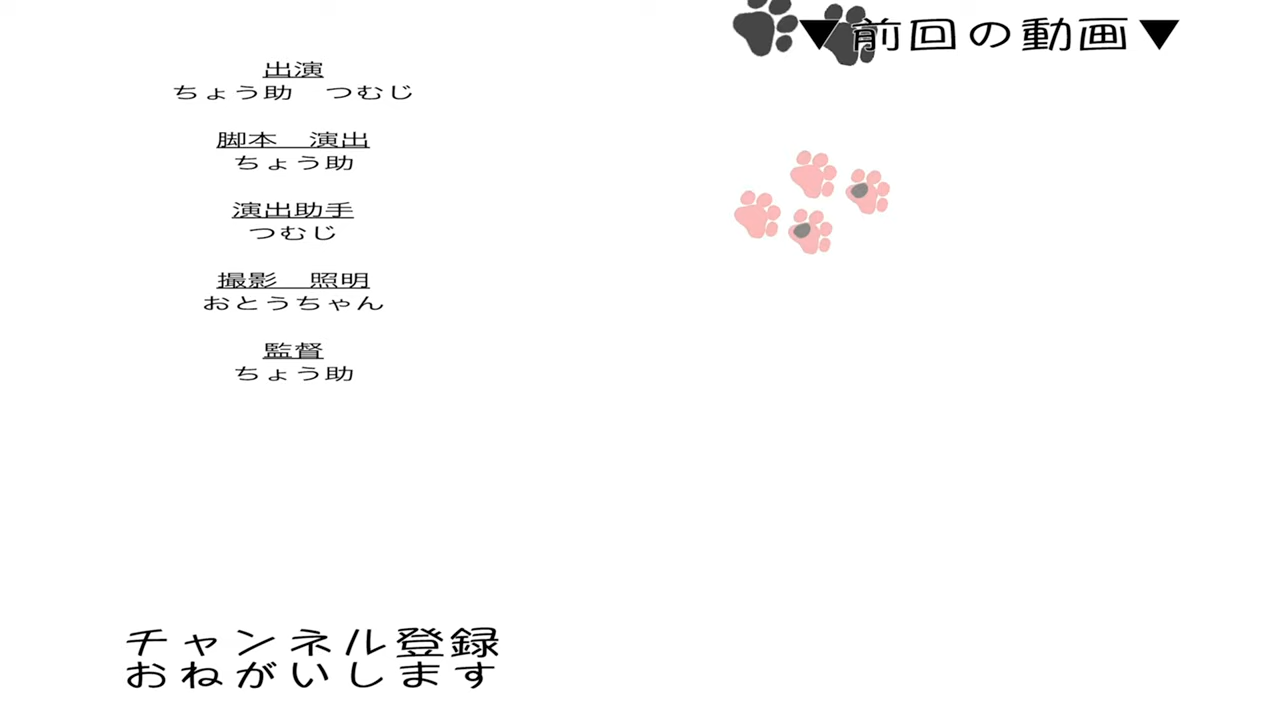 出演
ちょう助　つむじ
脚本　演出
ちょう助
演出助手
つむじ
撮影　照明
おとうちゃん
監督
ちょう助
チャンネル登録
おねがいします
▼前回の動画▼